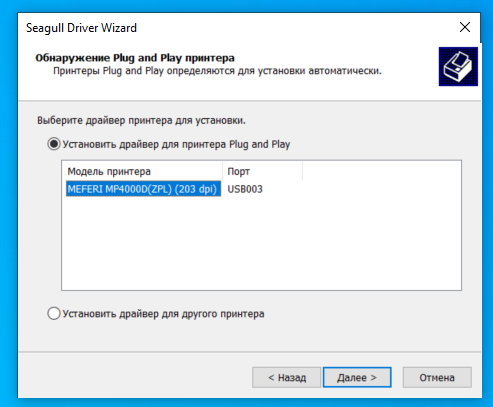 Seagull Driver Wizard
Обнаружение Plug and Play принтера
Принтеры Plug and Play определяются для установки автоматически.
Выберите драйвер принтера для установки.
Установить драйвер для принтера Plug and Play
Модель принтера Порт
MEFERI MP4000D(ZPL) (203 dpi) USB003
Установить драйвер для другого принтера
< Назад Далее > Отмена